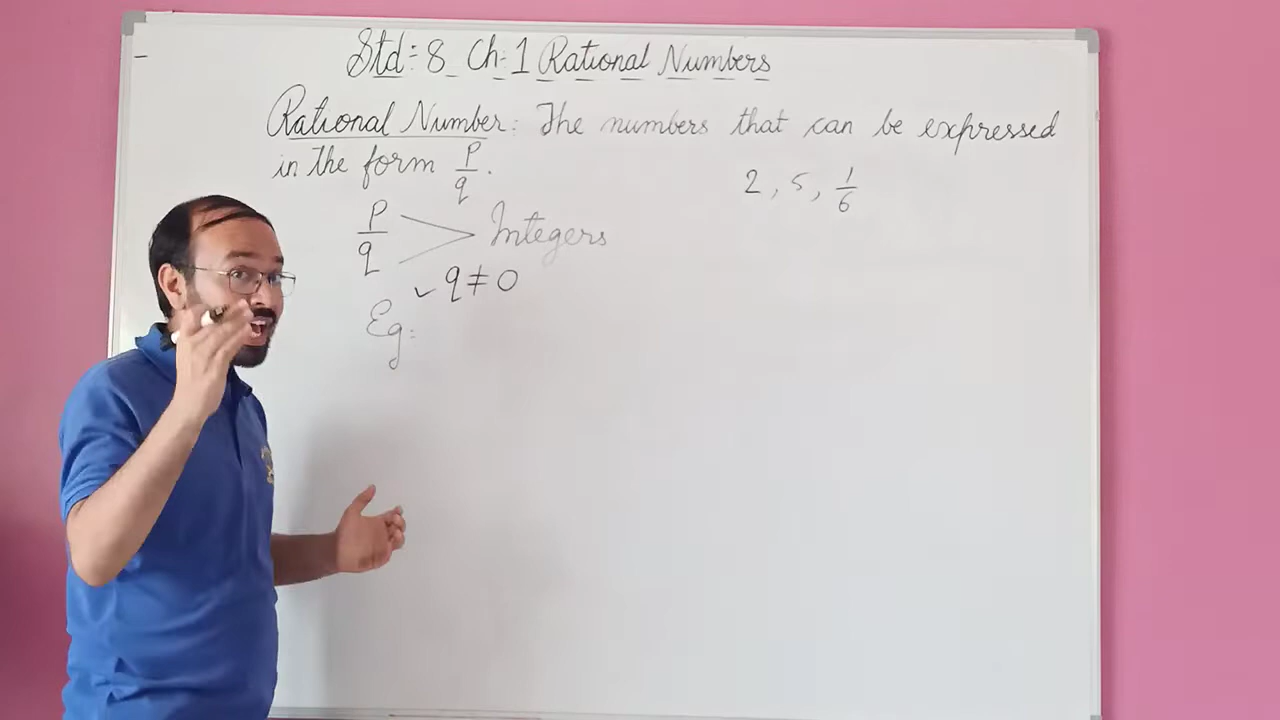 Std = 8 Ch: 1 Rational Numbers
Rational Number: The numbers that can be expressed
in the form P/q.
2, 5, 1/6
P/q > Integers
✓ q ≠ 0
Eg: